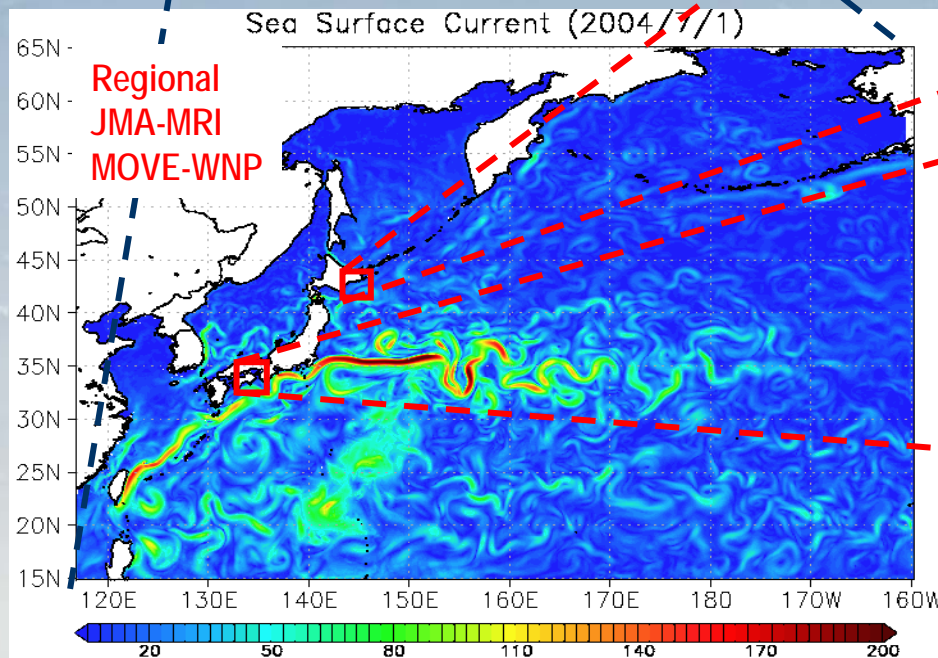 Sea Surface Current (2004/7/1)
65N
60N
55N
50N
45N
40N
35N
30N
25N
20N
15N
Regional
JMA-MRI
MOVE-WNP
120E 130E 140E 150E 160E 170E 180 170W 160W
20 50 80 110 140 170 200